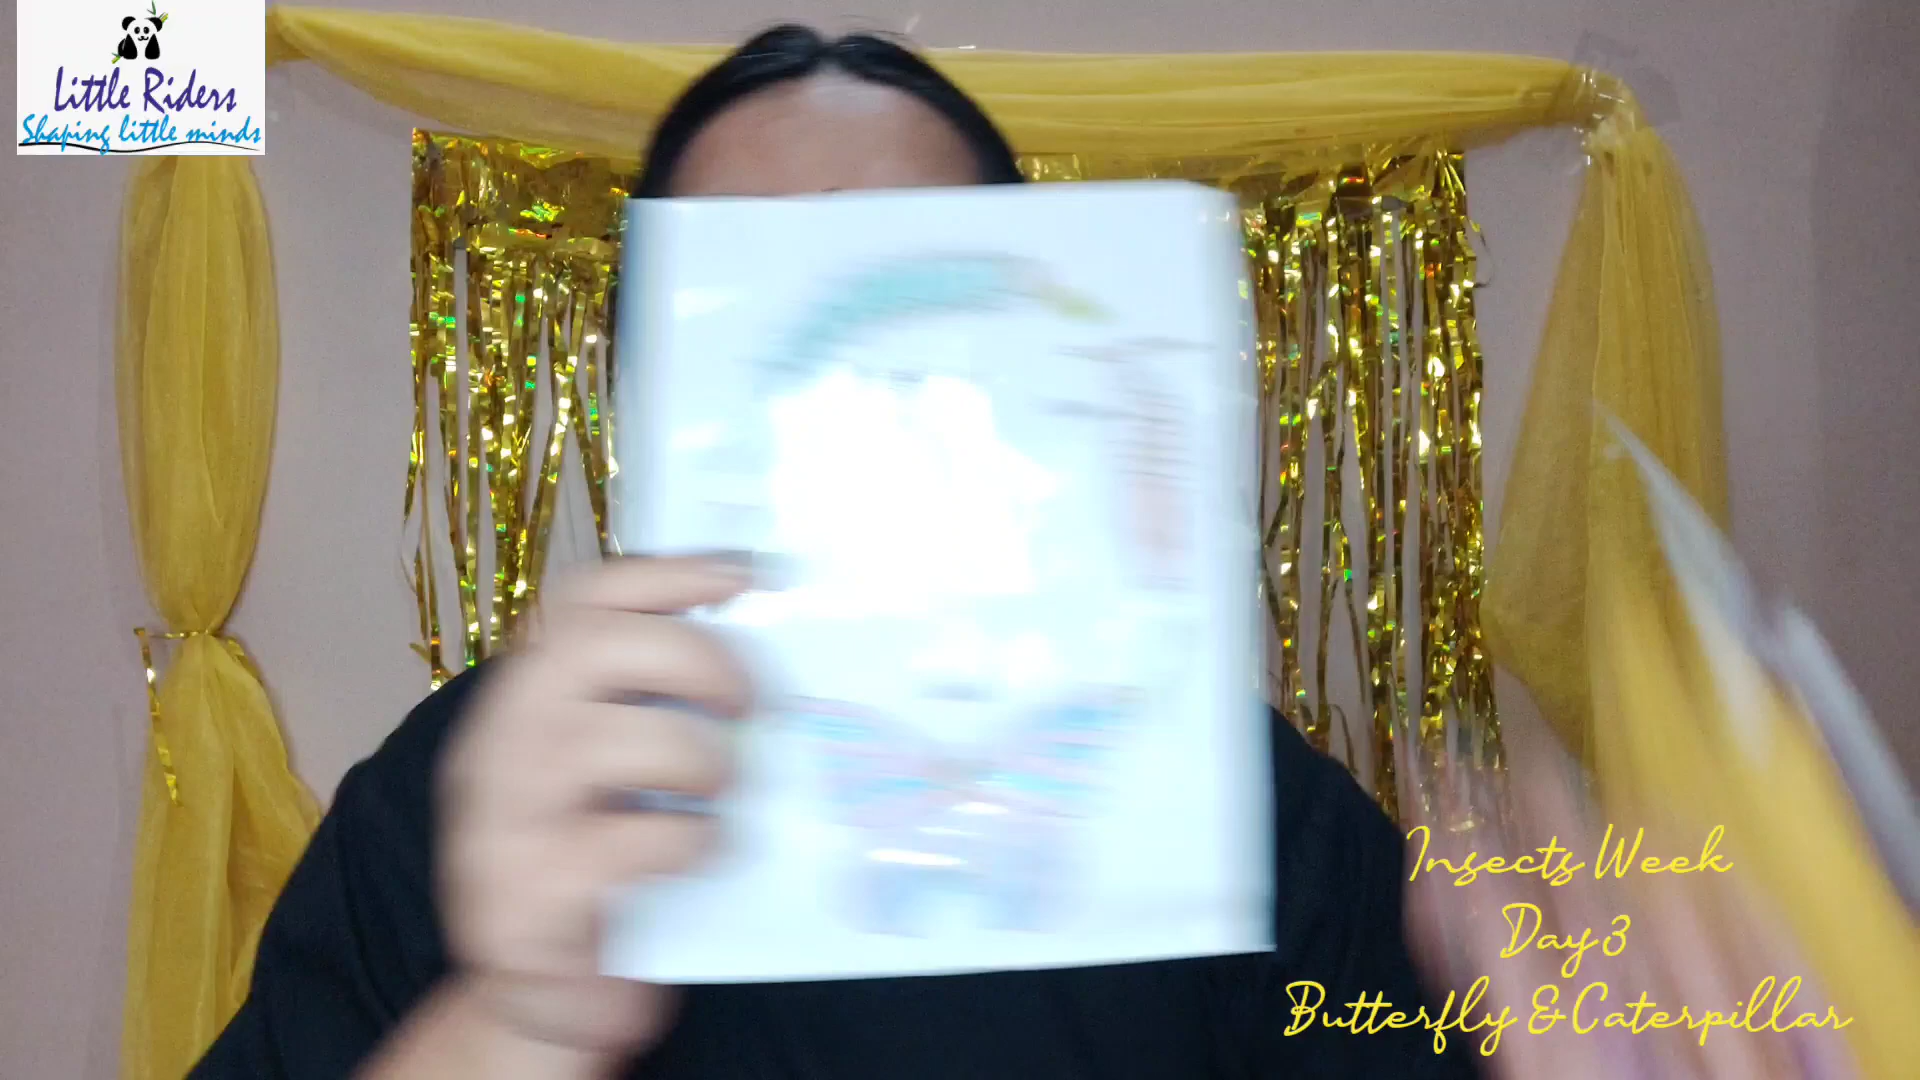 Little Riders
Shaping little minds
Insects Week
Day 3
Butterfly & Caterpillar